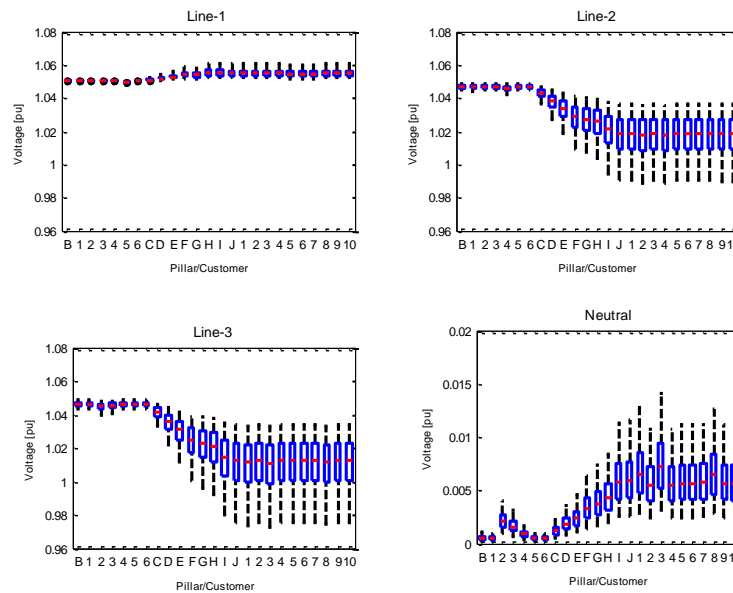 Line-1
1.08
1.06
1.04
1.02
1
0.98
0.96
Voltage [pu]
B 1 2 3 4 5 6 C D E F G H I J 1 2 3 4 5 6 7 8 9 10
Pillar/Customer
Line-2
1.08
1.06
1.04
1.02
1
0.98
0.96
Voltage [pu]
B 1 2 3 4 5 6 C D E F G H I J 1 2 3 4 5 6 7 8 9 1
Pillar/Customer
Line-3
1.08
1.06
1.04
1.02
1
0.98
0.96
Voltage [pu]
B 1 2 3 4 5 6 C D E F G H I J 1 2 3 4 5 6 7 8 9 10
Pillar/Customer
Neutral
0.02
0.015
0.01
0.005
0
Voltage [pu]
B 1 2 3 4 5 6 C D E F G H I J 1 2 3 4 5 6 7 8 9 1
Pillar/Customer